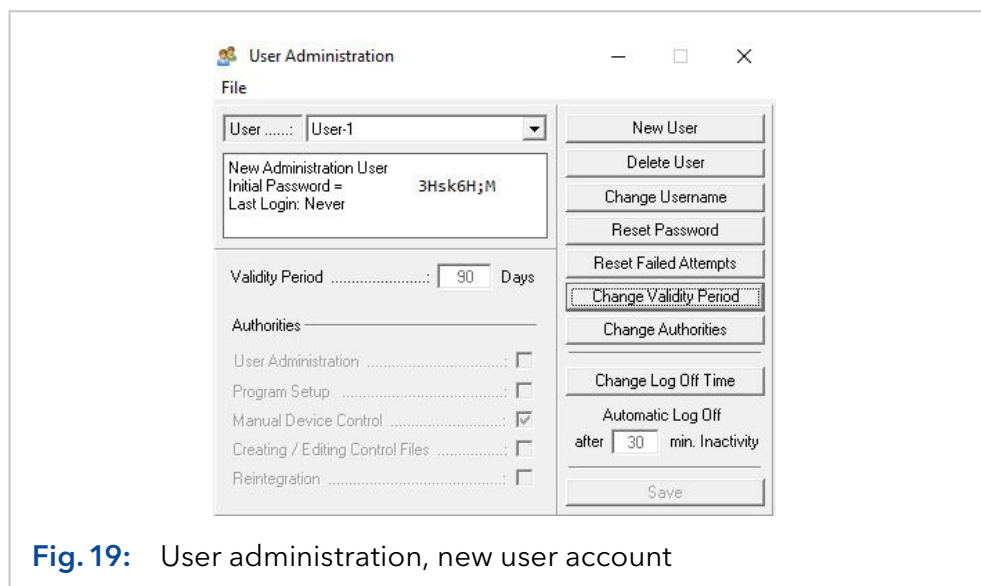 User Administration
File
User ......: User-1
New Administration User
Initial Password = 3Hsk6H;M
Last Login: Never
Validity Period .......................: 90 Days
Authorities
User Administration .................................:
Program Setup .......................................:
Manual Device Control ...........................:
Creating / Editing Control Files ................:
Reintegration ..........................................:
New User
Delete User
Change Username
Reset Password
Reset Failed Attempts
Change Validity Period
Change Authorities
Change Log Off Time
Automatic Log Off
after 30 min. Inactivity
Save
Fig. 19: User administration, new user account